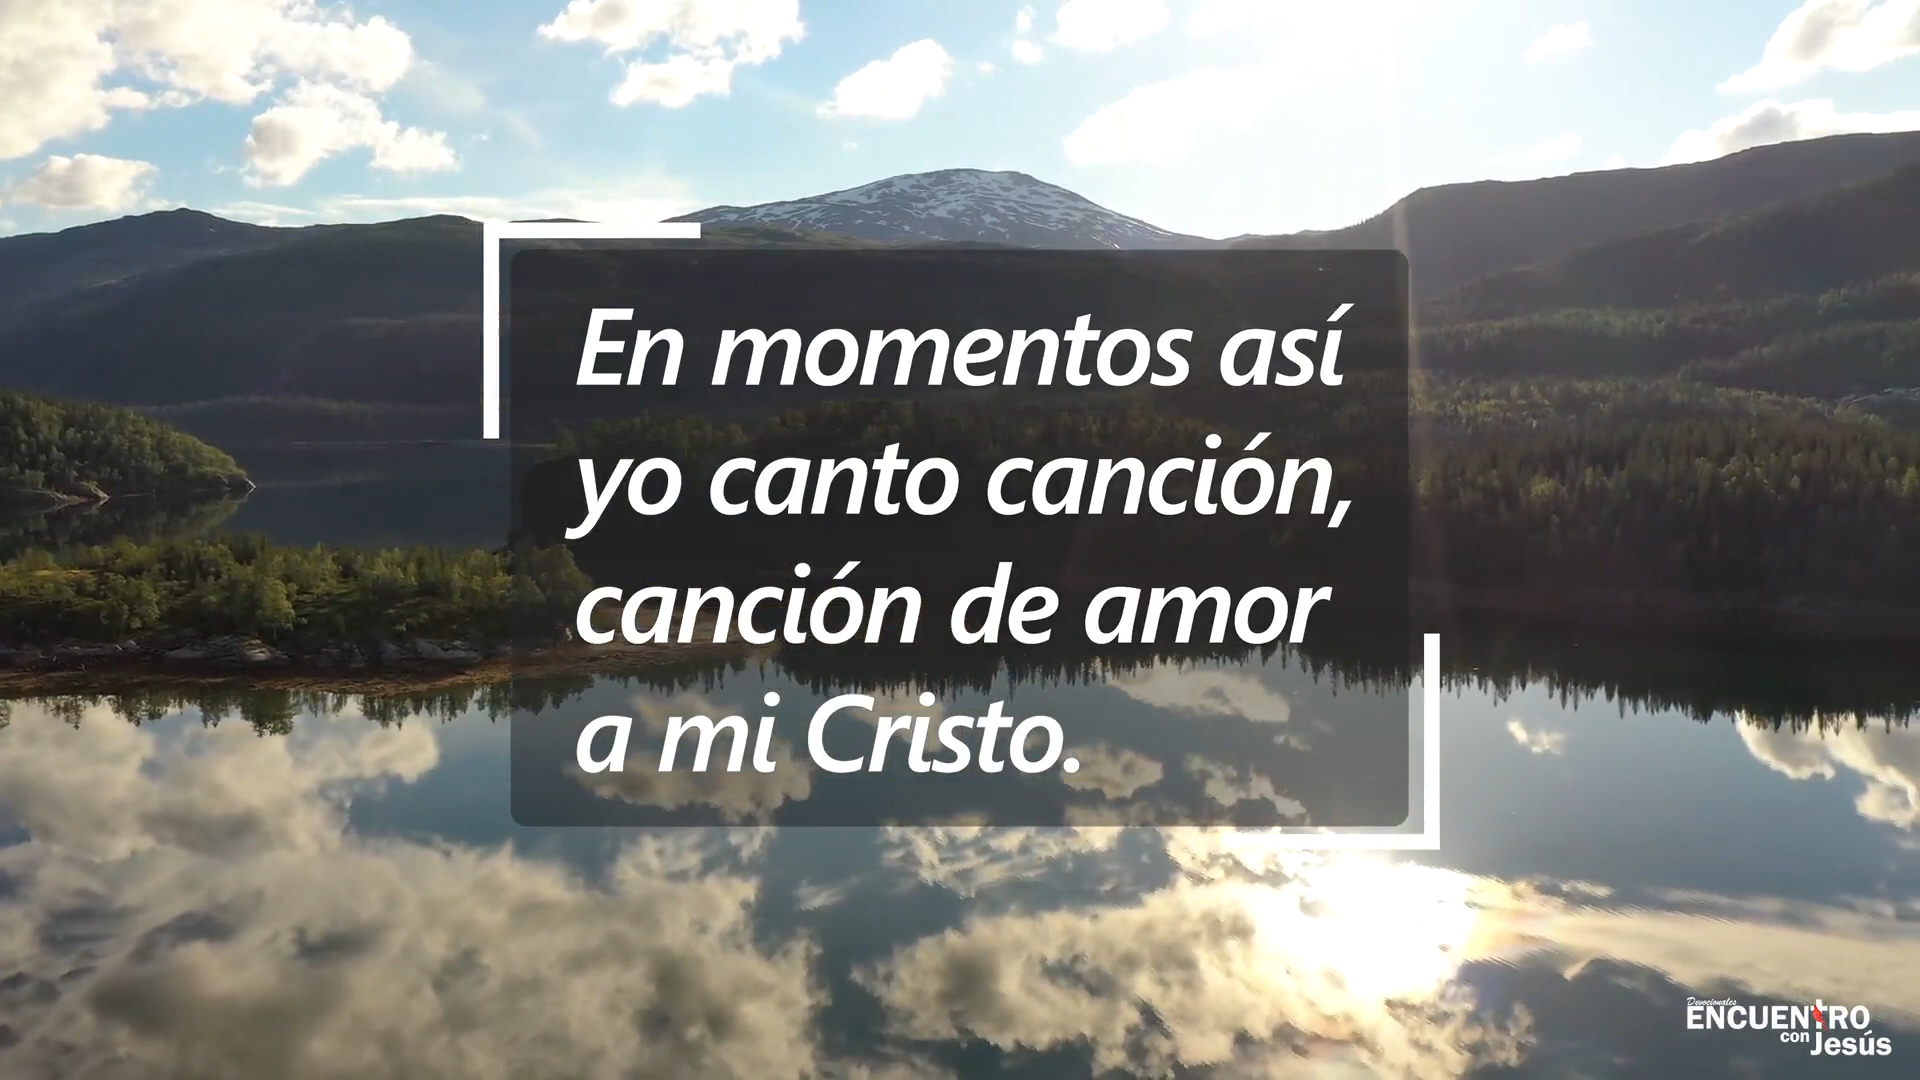 En momentos así
yo canto canción,
canción de amor
a mi Cristo.
Devocionales
ENCUENTRO
con Jesús